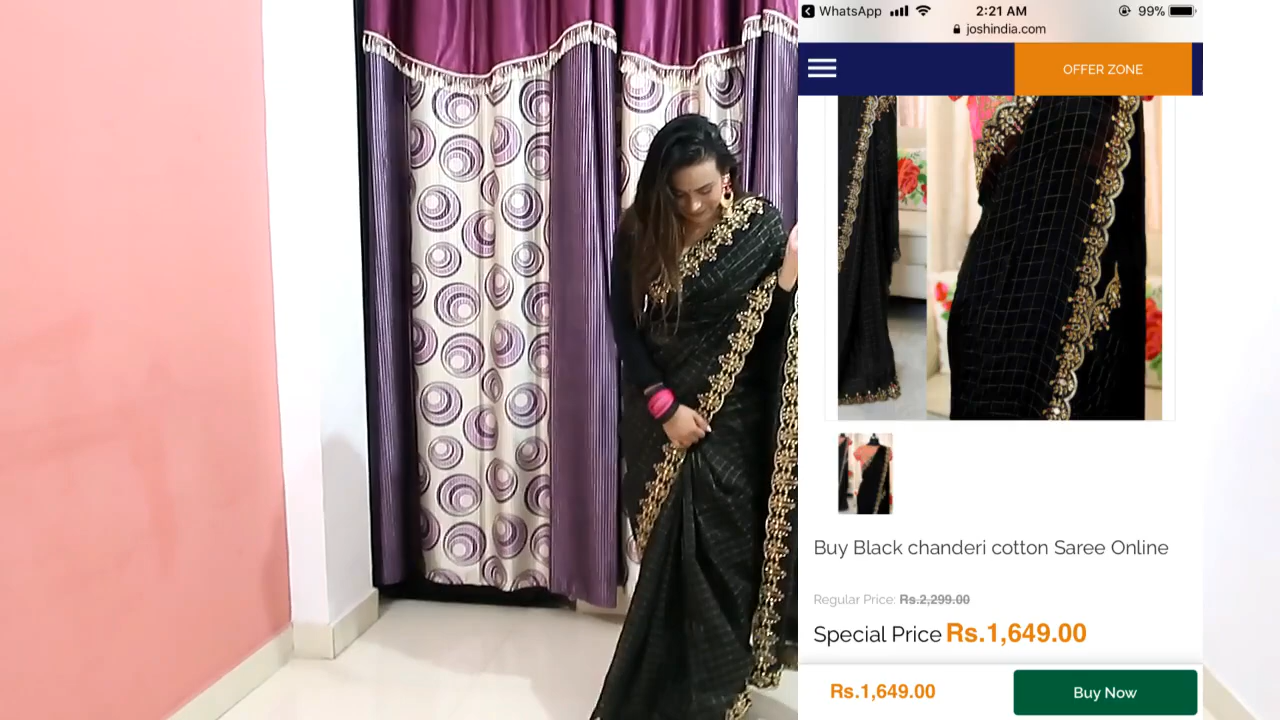 WhatsApp 2:21 AM 99%
joshindia.com
OFFER ZONE
Buy Black chanderi cotton Saree Online
Regular Price: Rs.2,299.00
Special Price Rs.1,649.00
Rs.1,649.00 Buy Now